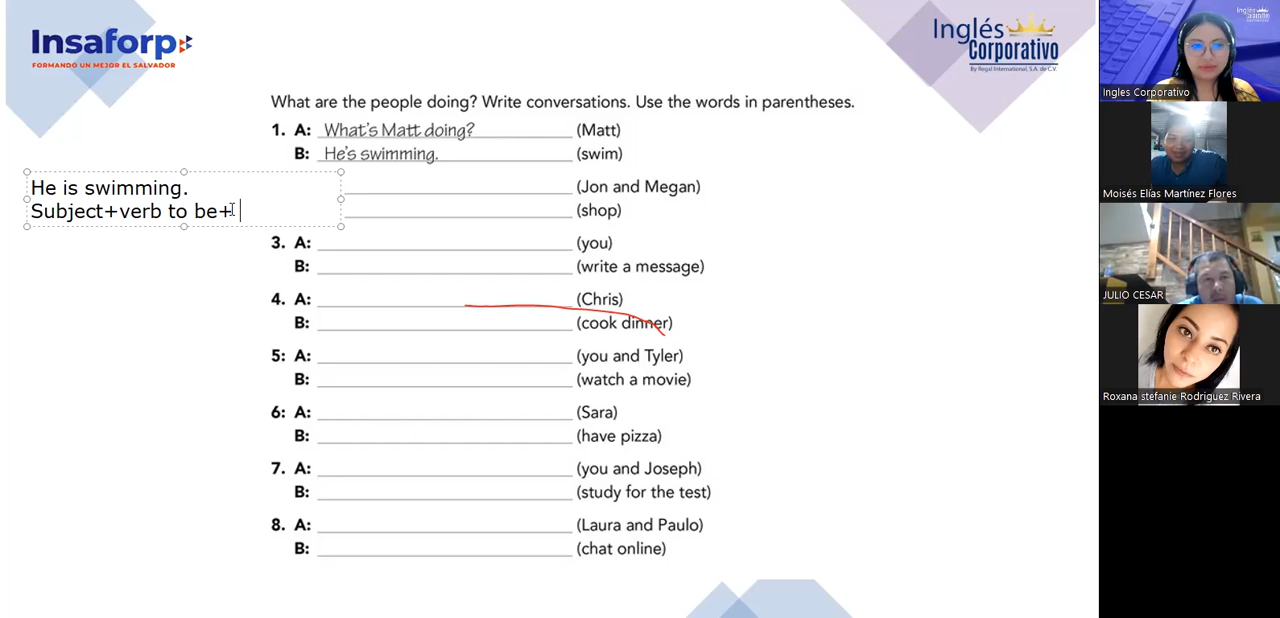 Insaforp
FORMANDO UN MEJOR EL SALVADOR
Inglés
Corporativo
By Regal International, S.A. de C.V.
What are the people doing? Write conversations. Use the words in parentheses.
1. A: What's Matt doing? (Matt)
B: He's swimming. (swim)
He is swimming.
Subject+verb to be+
(Jon and Megan)
(shop)
3. A: (you)
B: (write a message)
4. A: (Chris)
B: (cook dinner)
5: A: (you and Tyler)
B: (watch a movie)
6: A: (Sara)
B: (have pizza)
7. A: (you and Joseph)
B: (study for the test)
8. A: (Laura and Paulo)
B: (chat online)
Inglés
Corporativo
Ingles Corporativo
Moisés Elías Martínez Flores
JULIO CESAR
Roxana stefanie Rodriguez Rivera